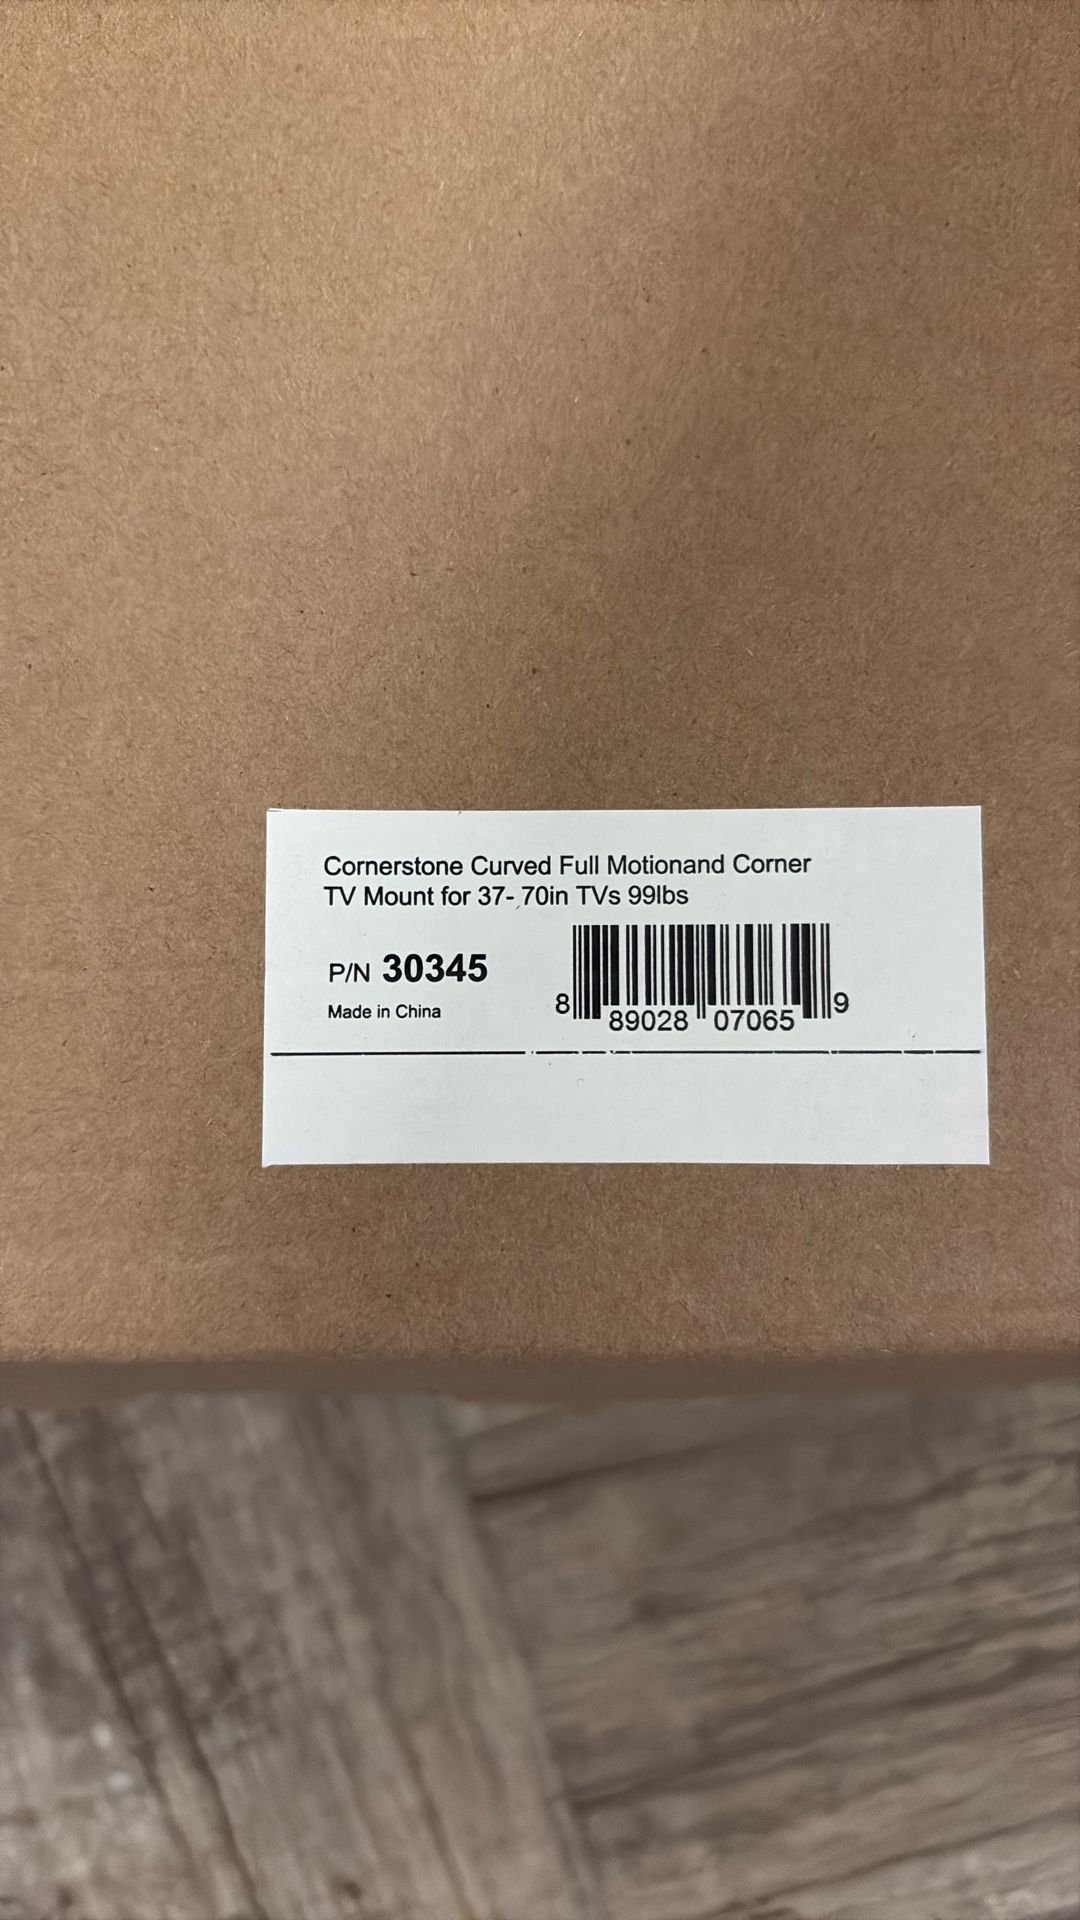 Cornerstone Curved Full Motionand Corner
TV Mount for 37- 70in TVs 99lbs
P/N 30345
Made in China
8 89028 07065 9